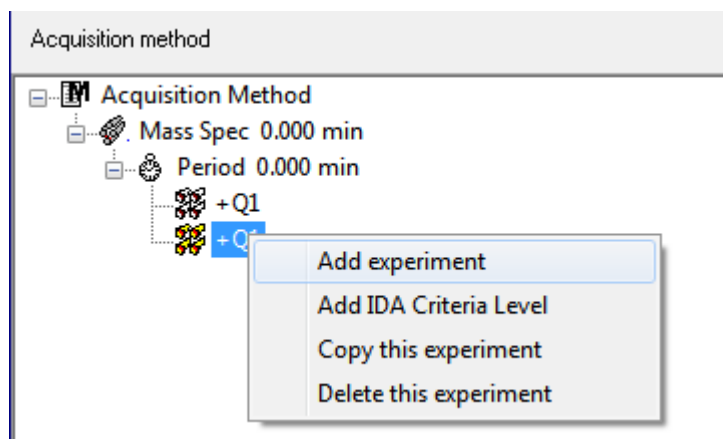 Acquisition method
Acquisition Method
Mass Spec 0.000 min
Period 0.000 min
+Q1
+Q1
Add experiment
Add IDA Criteria Level
Copy this experiment
Delete this experiment